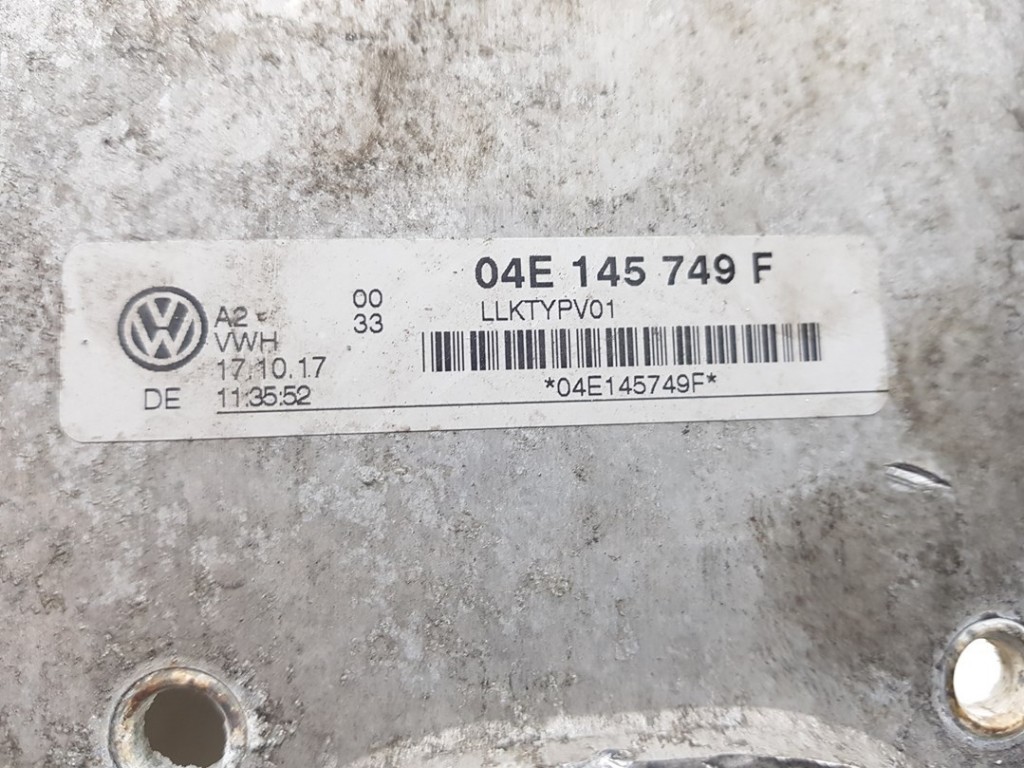 04E 145 749 F
LLKTYPV01
*04E145749F*
00
33
A2
VWH
17.10.17
11:35:52
DE